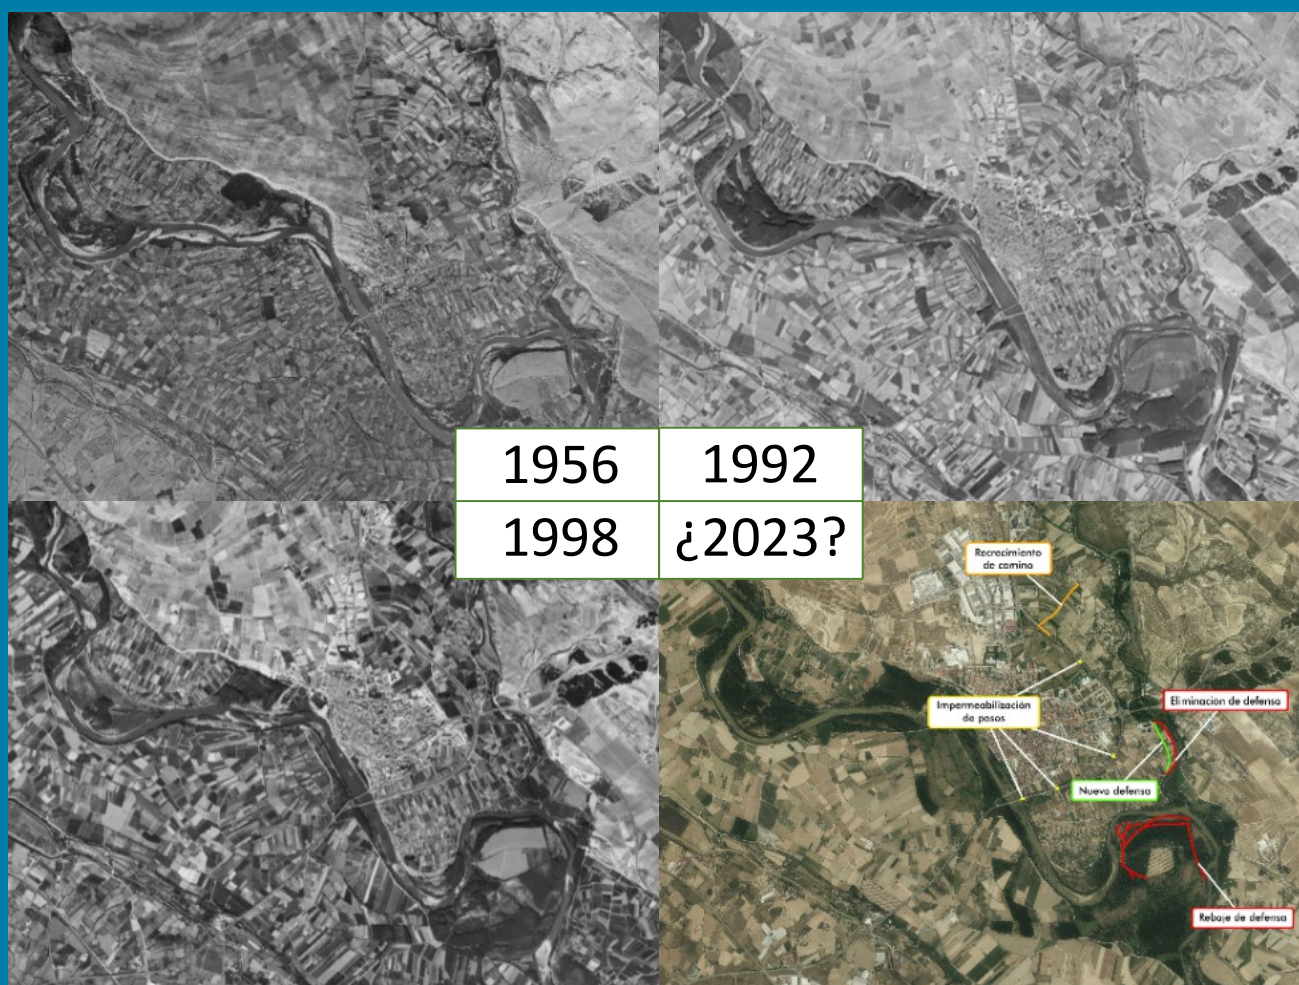 1956
1992
1998
¿2023?
Recrecimiento
de camino
Impermeabilización
de pasos
Eliminación de defensa
Nueva defensa
Rebaje de defensa